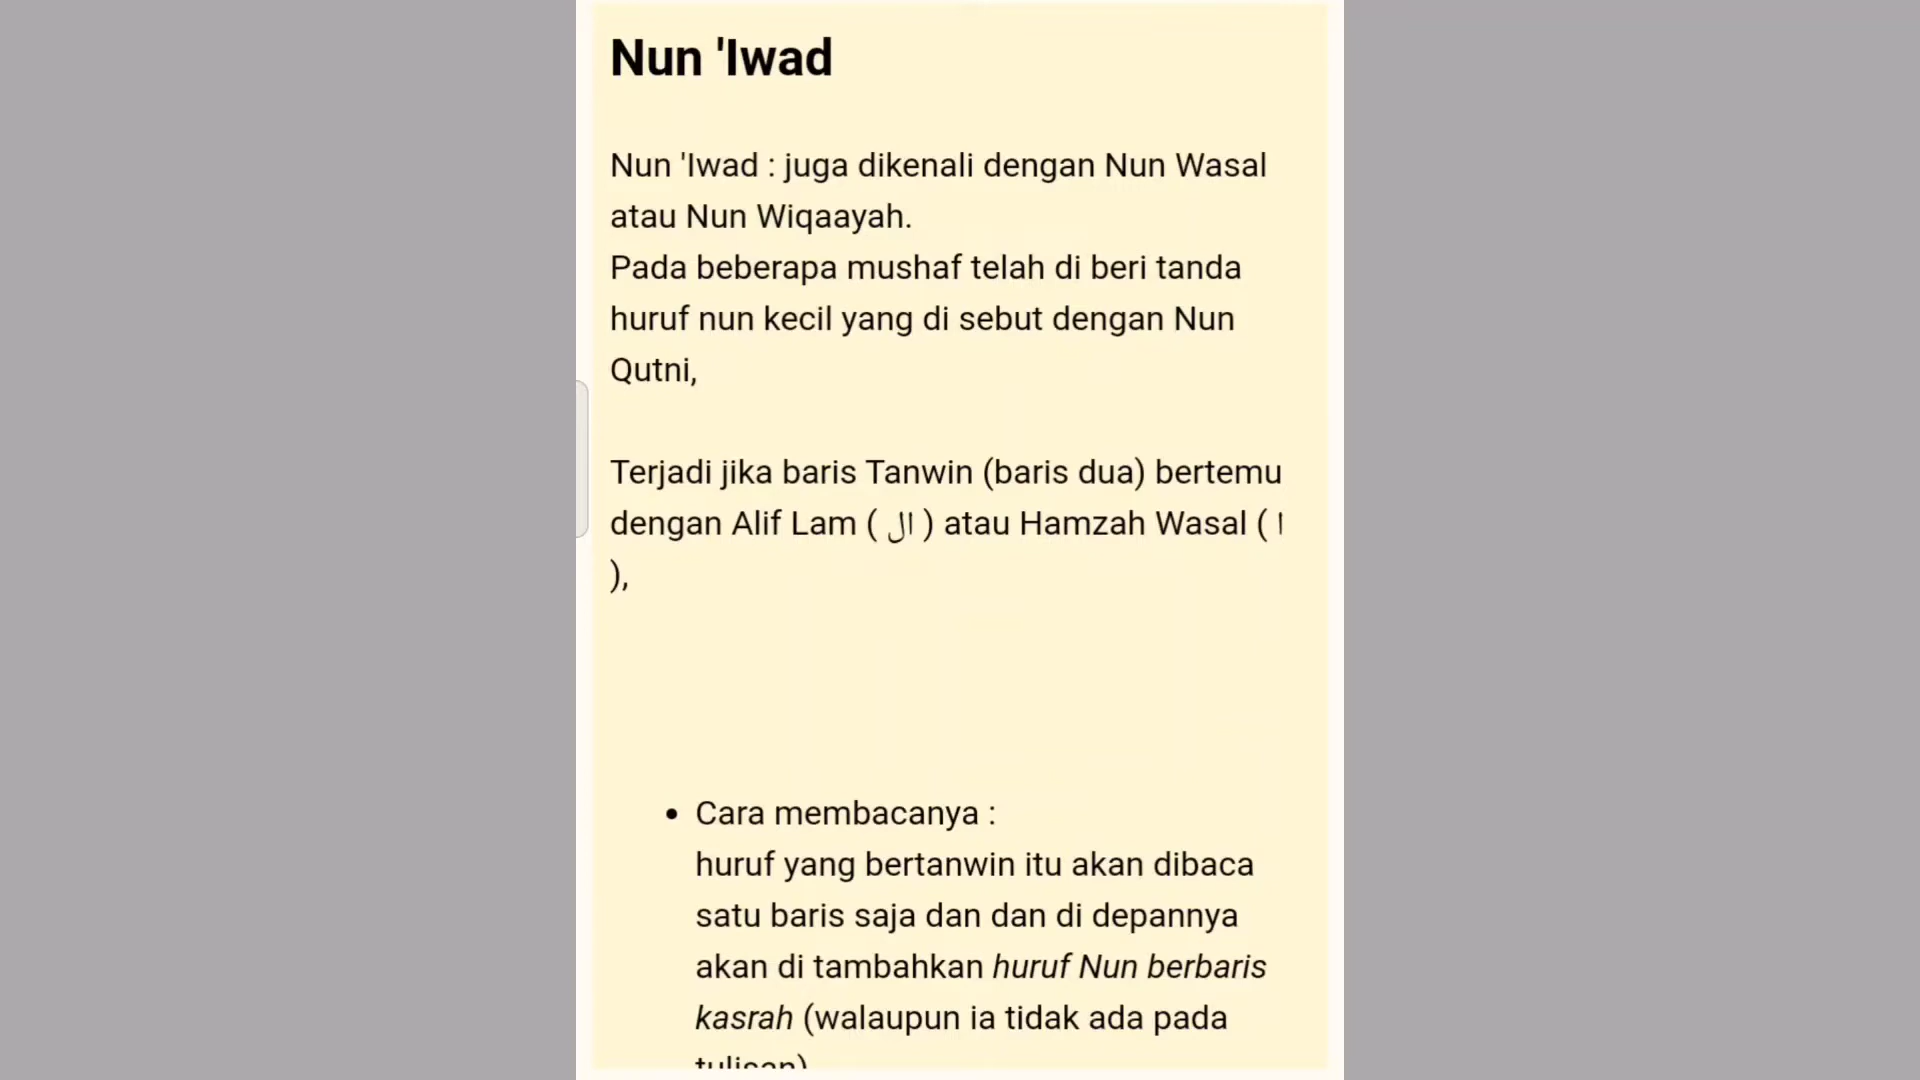 Nun 'Iwad
Nun 'Iwad : juga dikenali dengan Nun Wasal
atau Nun Wiqaayah.
Pada beberapa mushaf telah di beri tanda
huruf nun kecil yang di sebut dengan Nun
Qutni,
Terjadi jika baris Tanwin (baris dua) bertemu
dengan Alif Lam ( ال ) atau Hamzah Wasal ( ا
),
• Cara membacanya :
huruf yang bertanwin itu akan dibaca
satu baris saja dan dan di depannya
akan di tambahkan huruf Nun berbaris
kasrah (walaupun ia tidak ada pada
tulisan)